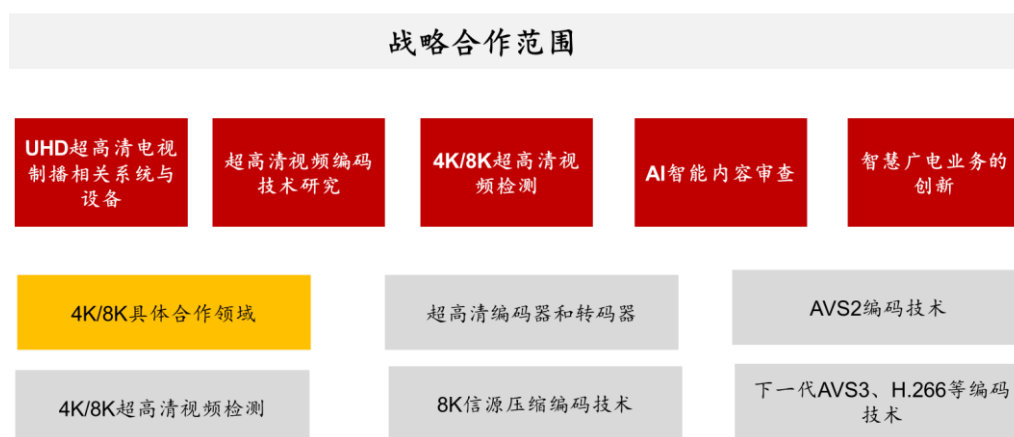 战略合作范围
UHD超高清电视
制播相关系统与
设备
超高清视频编码
技术研究
4K/8K超高清视
频检测
AI智能内容审查
智慧广电业务的
创新
4K/8K具体合作领域
超高清编码器和转码器
AVS2编码技术
4K/8K超高清视频检测
8K信源压缩编码技术
下一代AVS3、H.266等编码
技术